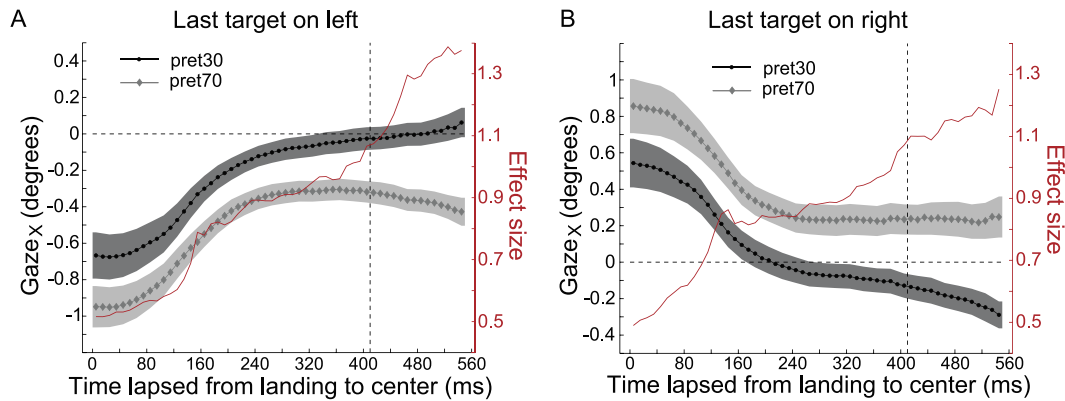 A
Last target on left
pret30
pret70
0.4
0.2
0
-0.2
-0.4
-0.6
-0.8
-1
Gaze X (degrees)
1.3
1.1
0.9
0.7
0.5
Effect size
0 80 160 240 320 400 480 560
Time lapsed from landing to center (ms)
B
Last target on right
pret30
pret70
1
0.8
0.6
0.4
0.2
0
-0.2
-0.4
Gaze X (degrees)
1.3
1.1
0.9
0.7
0.5
Effect size
0 80 160 240 320 400 480 560
Time lapsed from landing to center (ms)